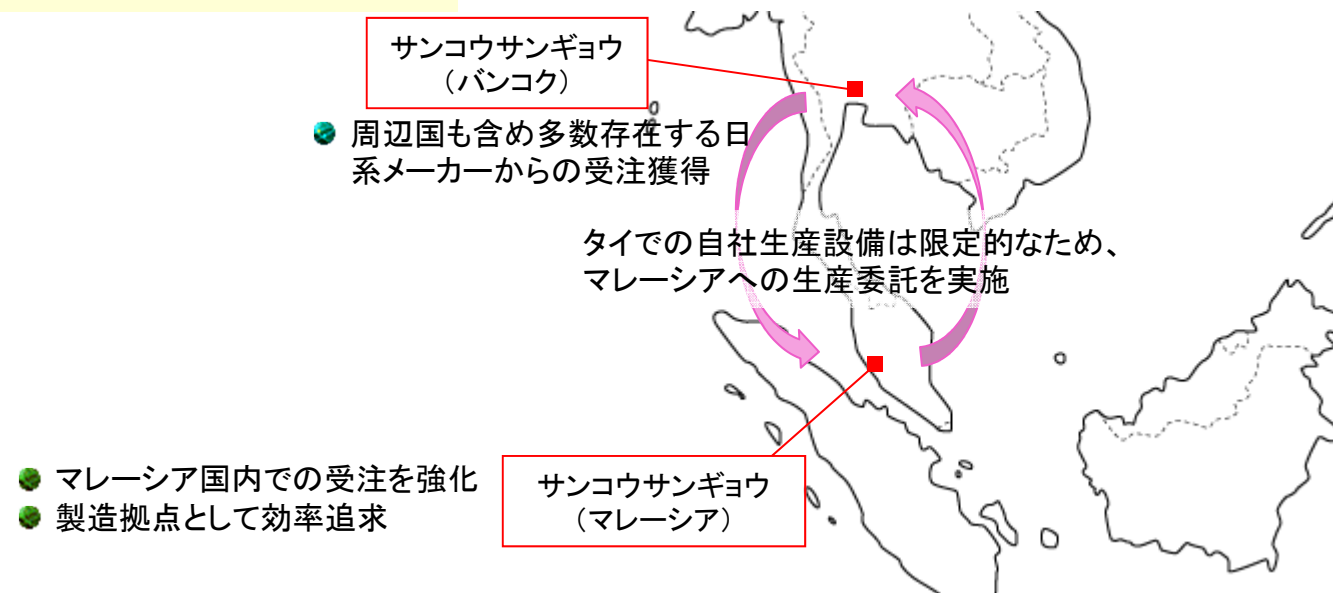 サンコウサンギョウ
（バンコク）
周辺国も含め多数存在する日
系メーカーからの受注獲得
タイでの自社生産設備は限定的なため、
マレーシアへの生産委託を実施
マレーシア国内での受注を強化
製造拠点として効率追求
サンコウサンギョウ
（マレーシア）